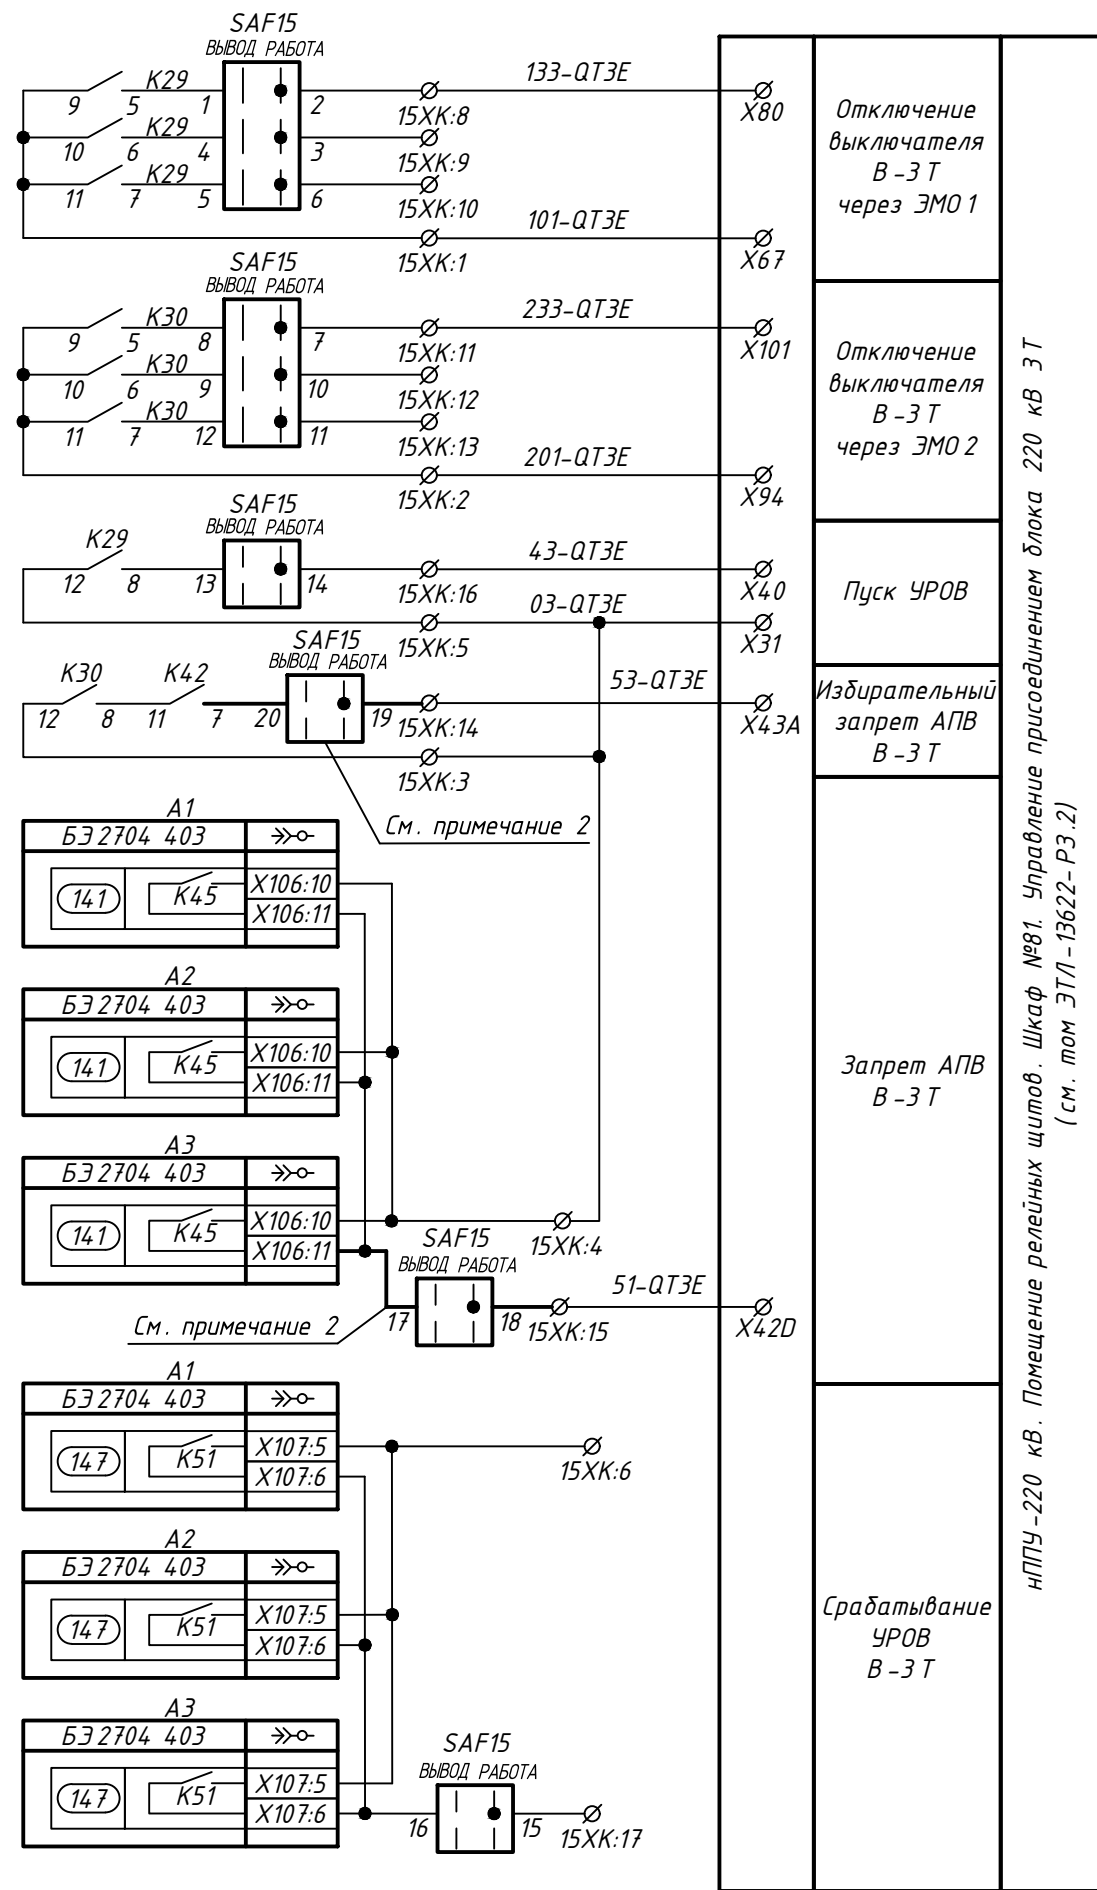 SAF15
ВЫВОД РАБОТА
133-QT3E
K29
9
5
1
2
15XK:8
X80
K29
10
6
4
3
15XK:9
K29
11
7
5
6
15XK:10
101-QT3E
15XK:1
X67
Отключение
выключателя
В-3Т
через ЭМО1
SAF15
ВЫВОД РАБОТА
233-QT3E
K30
9
5
8
7
15XK:11
X101
K30
10
6
9
10
15XK:12
K30
11
7
12
11
15XK:13
201-QT3E
15XK:2
X94
Отключение
выключателя
В-3Т
через ЭМО2
SAF15
ВЫВОД РАБОТА
K29
43-QT3E
12
8
13
14
15XK:16
X40
03-QT3E
15XK:5
X31
Пуск УРОВ
SAF15
ВЫВОД РАБОТА
K30
K42
53-QT3E
12
8
11
7
20
19
15XK:14
X43A
15XK:3
Избирательный
запрет АПВ
В-3Т
См. примечание 2
A1
БЭ2704 403
141
K45
X106:10
X106:11
A2
БЭ2704 403
141
K45
X106:10
X106:11
A3
БЭ2704 403
141
K45
X106:10
X106:11
15XK:4
SAF15
ВЫВОД РАБОТА
51-QT3E
17
18
15XK:15
X42D
См. примечание 2
Запрет АПВ
В-3Т
A1
БЭ2704 403
147
K51
X107:5
X107:6
15XK:6
A2
БЭ2704 403
147
K51
X107:5
X107:6
A3
БЭ2704 403
147
K51
X107:5
X107:6
SAF15
ВЫВОД РАБОТА
16
15
15XK:17
Срабатывание
УРОВ
В-3Т
нППУ-220 кВ. Помещение релейных щитов. Шкаф №81. Управление присоединением блока 220 кВ 3Т
(см. том ЭТЛ-13622-РЗ.2)